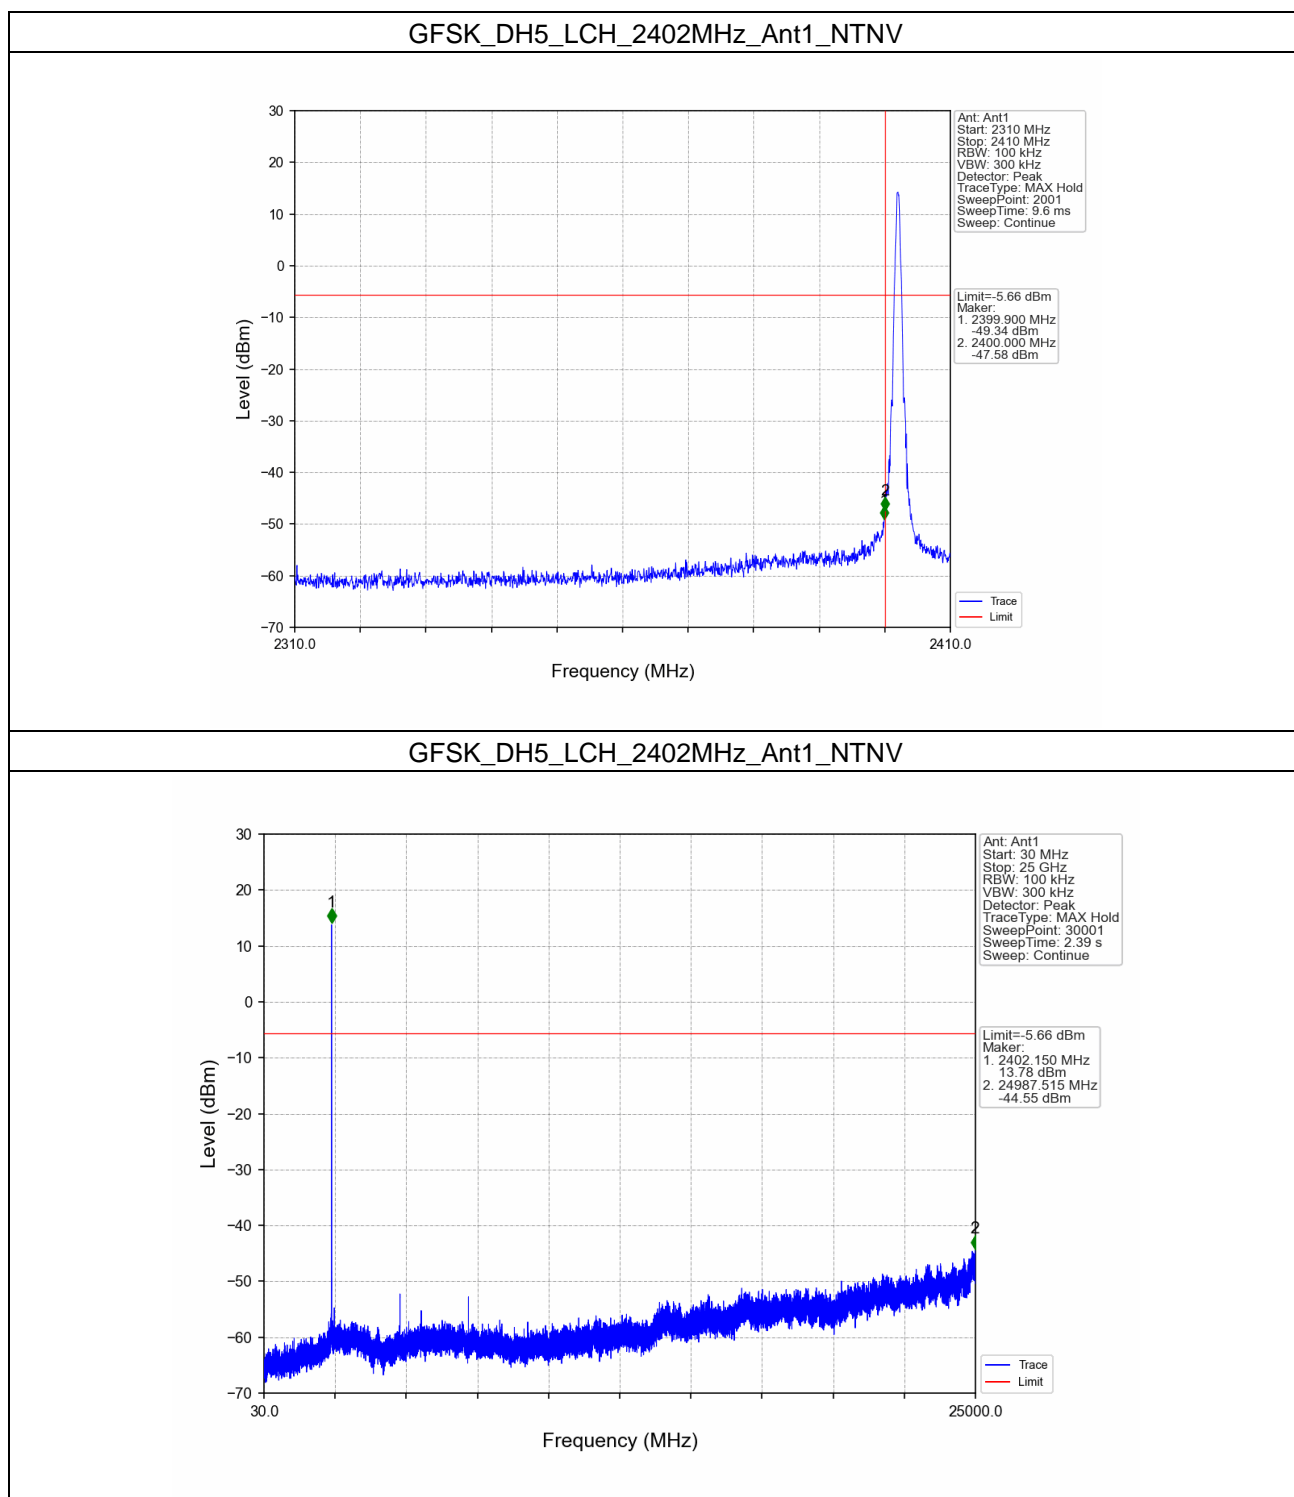 GFSK_DH5_LCH_2402MHz_Ant1_NTNV
30
20
10
0
−10
−20
−30
−40
−50
−60
−70
Level (dBm)
2310.0
2410.0
Frequency (MHz)
2
Ant: Ant1
Start: 2310 MHz
Stop: 2410 MHz
RBW: 100 kHz
VBW: 300 kHz
Detector: Peak
TraceType: MAX Hold
SweepPoint: 2001
SweepTime: 9.6 ms
Sweep: Continue
Limit=-5.66 dBm
Maker:
1. 2399.900 MHz
-49.34 dBm
2. 2400.000 MHz
-47.58 dBm
Trace
Limit
GFSK_DH5_LCH_2402MHz_Ant1_NTNV
30
20
10
0
−10
−20
−30
−40
−50
−60
−70
Level (dBm)
30.0
25000.0
Frequency (MHz)
1
2
Ant: Ant1
Start: 30 MHz
Stop: 25 GHz
RBW: 100 kHz
VBW: 300 kHz
Detector: Peak
TraceType: MAX Hold
SweepPoint: 30001
SweepTime: 2.39 s
Sweep: Continue
Limit=-5.66 dBm
Maker:
1. 2402.150 MHz
13.78 dBm
2. 24987.515 MHz
-44.55 dBm
Trace
Limit